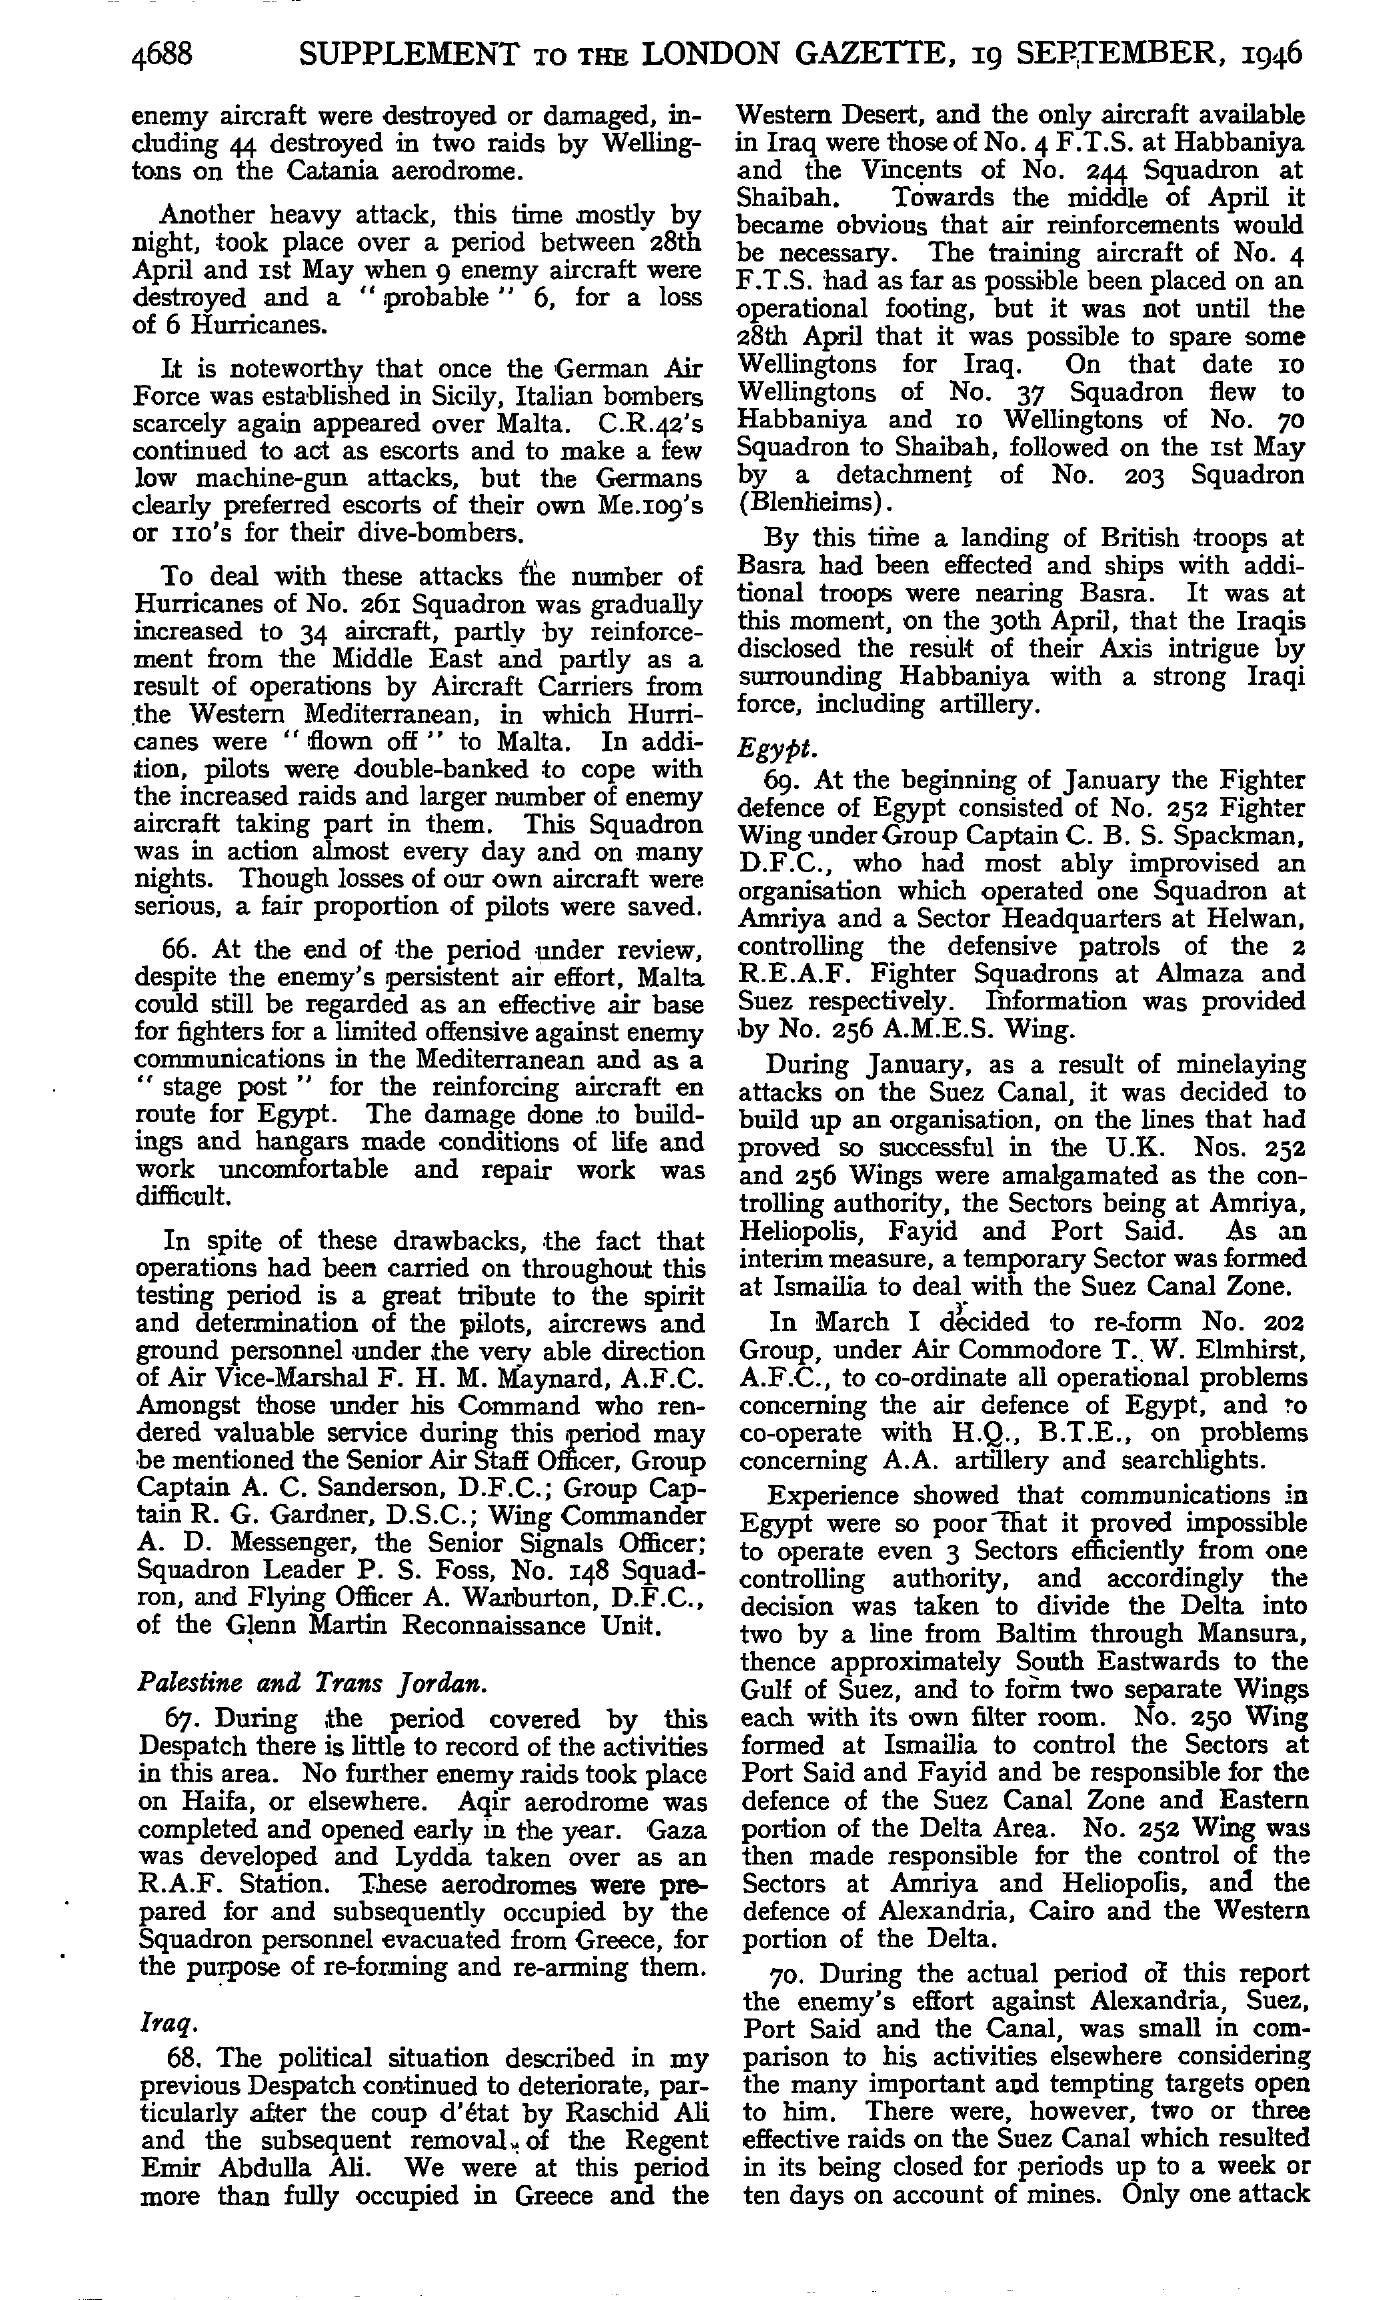 4688 SUPPLEMENT TO THE LONDON GAZETTE, 19 SEPTEMBER, 1946
enemy aircraft were destroyed or damaged, in-
cluding 44 destroyed in two raids by Welling-
tons on the Catania aerodrome.
Another heavy attack, this time mostly by
night, took place over a period between 28th
April and 1st May when 9 enemy aircraft were
destroyed and a " probable " 6, for a loss
of 6 Hurricanes.
It is noteworthy that once the German Air
Force was established in Sicily, Italian bombers
scarcely again appeared over Malta. C.R.42's
continued to act as escorts and to make a few
low machine-gun attacks, but the Germans
clearly preferred escorts of their own Me.109's
or 110's for their dive-bombers.
To deal with these attacks the number of
Hurricanes of No. 261 Squadron was gradually
increased to 34 aircraft, partly by reinforce-
ment from the Middle East and partly as a
result of operations by Aircraft Carriers from
the Western Mediterranean, in which Hurri-
canes were " flown off " to Malta. In addi-
tion, pilots were double-banked to cope with
the increased raids and larger number of enemy
aircraft taking part in them. This Squadron
was in action almost every day and on many
nights. Though losses of our own aircraft were
serious, a fair proportion of pilots were saved.
66. At the end of the period under review,
despite the enemy's persistent air effort, Malta
could still be regarded as an effective air base
for fighters for a limited offensive against enemy
communications in the Mediterranean and as a
" stage post " for the reinforcing aircraft en
route for Egypt. The damage done to build-
ings and hangars made conditions of life and
work uncomfortable and repair work was
difficult.
In spite of these drawbacks, the fact that
operations had been carried on throughout this
testing period is a great tribute to the spirit
and determination of the pilots, aircrews and
ground personnel under the very able direction
of Air Vice-Marshal F. H. M. Maynard, A.F.C.
Amongst those under his Command who ren-
dered valuable service during this period may
be mentioned the Senior Air Staff Officer, Group
Captain A. C. Sanderson, D.F.C.; Group Cap-
tain R. G. Gardner, D.S.C.; Wing Commander
A. D. Messenger, the Senior Signals Officer;
Squadron Leader P. S. Foss, No. 148 Squad-
ron, and Flying Officer A. Warburton, D.F.C.,
of the Glenn Martin Reconnaissance Unit.
Palestine and Trans Jordan.
67. During the period covered by this
Despatch there is little to record of the activities
in this area. No further enemy raids took place
on Haifa, or elsewhere. Aqir aerodrome was
completed and opened early in the year. Gaza
was developed and Lydda taken over as an
R.A.F. Station. These aerodromes were pre-
pared for and subsequently occupied by the
Squadron personnel evacuated from Greece, for
the purpose of re-forming and re-arming them.
Iraq.
68. The political situation described in my
previous Despatch continued to deteriorate, par-
ticularly after the coup d'état by Raschid Ali
and the subsequent removal of the Regent
Emir Abdulla Ali. We were at this period
more than fully occupied in Greece and the
Western Desert, and the only aircraft available
in Iraq were those of No. 4 F.T.S. at Habbaniya
and the Vincents of No. 244 Squadron at
Shaibah. Towards the middle of April it
became obvious that air reinforcements would
be necessary. The training aircraft of No. 4
F.T.S. had as far as possible been placed on an
operational footing, but it was not until the
28th April that it was possible to spare some
Wellingtons for Iraq. On that date 10
Wellingtons of No. 37 Squadron flew to
Habbaniya and 10 Wellingtons of No. 70
Squadron to Shaibah, followed on the 1st May
by a detachment of No. 203 Squadron
(Blenheims).
By this time a landing of British troops at
Basra had been effected and ships with addi-
tional troops were nearing Basra. It was at
this moment, on the 30th April, that the Iraqis
disclosed the result of their Axis intrigue by
surrounding Habbaniya with a strong Iraqi
force, including artillery.
Egypt.
69. At the beginning of January the Fighter
defence of Egypt consisted of No. 252 Fighter
Wing under Group Captain C. B. S. Spackman,
D.F.C., who had most ably improvised an
organisation which operated one Squadron at
Amriya and a Sector Headquarters at Helwan,
controlling the defensive patrols of the 2
R.E.A.F. Fighter Squadrons at Almaza and
Suez respectively. Information was provided
by No. 256 A.M.E.S. Wing.
During January, as a result of minelaying
attacks on the Suez Canal, it was decided to
build up an organisation, on the lines that had
proved so successful in the U.K. Nos. 252
and 256 Wings were amalgamated as the con-
trolling authority, the Sectors being at Amriya,
Heliopolis, Fayid and Port Said. As an
interim measure, a temporary Sector was formed
at Ismailia to deal with the Suez Canal Zone.
In March I decided to re-form No. 202
Group, under Air Commodore T. W. Elmhirst,
A.F.C., to co-ordinate all operational problems
concerning the air defence of Egypt, and to
co-operate with H.Q., B.T.E., on problems
concerning A.A. artillery and searchlights.
Experience showed that communications in
Egypt were so poor that it proved impossible
to operate even 3 Sectors efficiently from one
controlling authority, and accordingly the
decision was taken to divide the Delta into
two by a line from Baltim through Mansura,
thence approximately South Eastwards to the
Gulf of Suez, and to form two separate Wings
each with its own filter room. No. 250 Wing
formed at Ismailia to control the Sectors at
Port Said and Fayid and be responsible for the
defence of the Suez Canal Zone and Eastern
portion of the Delta Area. No. 252 Wing was
then made responsible for the control of the
Sectors at Amriya and Heliopolis, and the
defence of Alexandria, Cairo and the Western
portion of the Delta.
70. During the actual period of this report
the enemy's effort against Alexandria, Suez,
Port Said and the Canal, was small in com-
parison to his activities elsewhere considering
the many important and tempting targets open
to him. There were, however, two or three
effective raids on the Suez Canal which resulted
in its being closed for periods up to a week or
ten days on account of mines. Only one attack